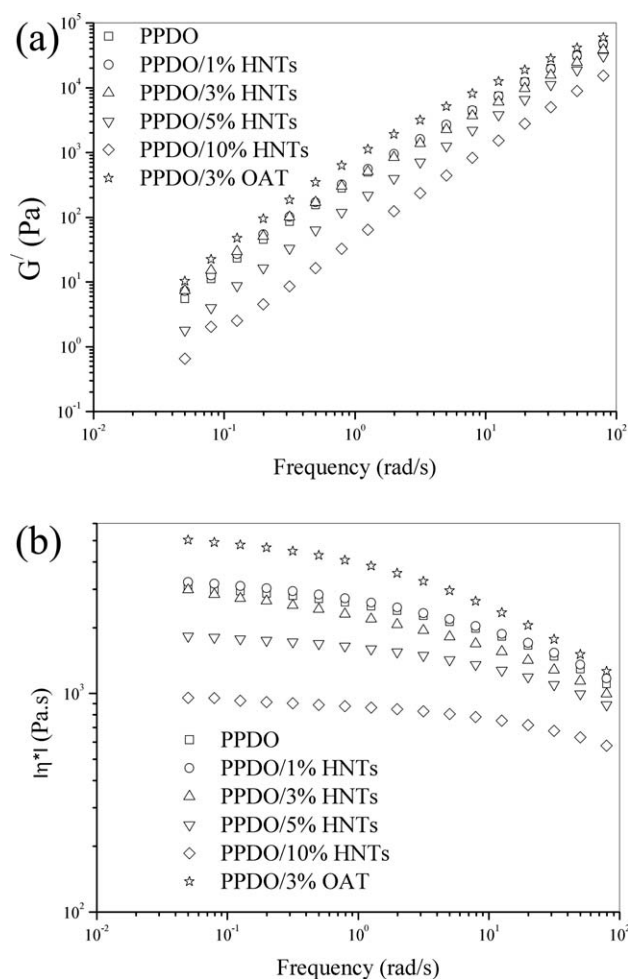 (a)
PPDO
PPDO/1% HNTs
PPDO/3% HNTs
PPDO/5% HNTs
PPDO/10% HNTs
PPDO/3% OAT
G/ (Pa)
10^5
10^4
10^3
10^2
10^1
10^0
10^-1
10^-2 10^-1 10^0 10^1 10^2
Frequency (rad/s)
(b)
|η*| (Pa.s)
10^3
10^2
PPDO
PPDO/1% HNTs
PPDO/3% HNTs
PPDO/5% HNTs
PPDO/10% HNTs
PPDO/3% OAT
10^-2 10^-1 10^0 10^1 10^2
Frequency (rad/s)